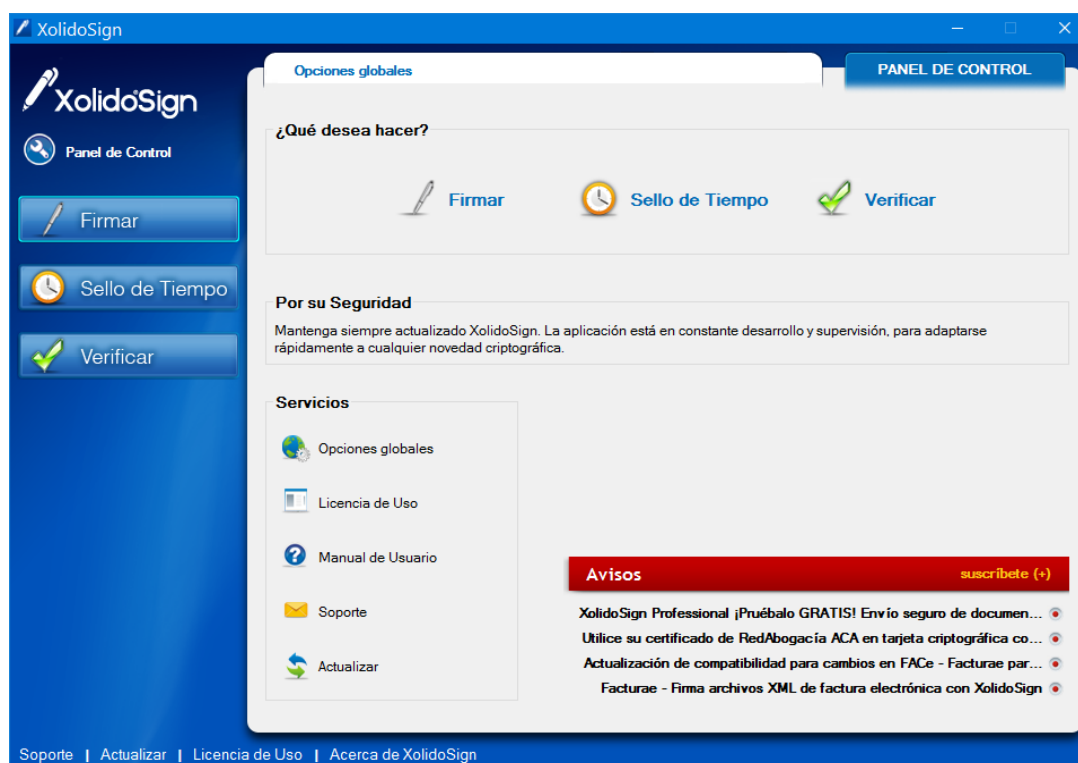 XolidoSign
XolidoSign
Panel de Control
Firmar
Sello de Tiempo
Verificar
Opciones globales
PANEL DE CONTROL
¿Qué desea hacer?
Firmar
Sello de Tiempo
Verificar
Por su Seguridad
Mantenga siempre actualizado XolidoSign. La aplicación está en constante desarrollo y supervisión, para adaptarse
rápidamente a cualquier novedad criptográfica.
Servicios
Opciones globales
Licencia de Uso
Manual de Usuario
Soporte
Actualizar
Avisos
suscríbete (+)
XolidoSign Professional ¡Pruébalo GRATIS! Envío seguro de documen...
Utilice su certificado de RedAbogacía ACA en tarjeta criptográfica co...
Actualización de compatibilidad para cambios en FACe - Facturae par...
Facturae - Firma archivos XML de factura electrónica con XolidoSign
Soporte | Actualizar | Licencia de Uso | Acerca de XolidoSign